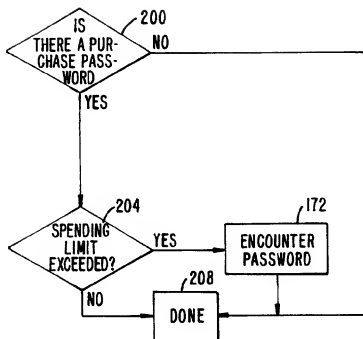 IS
THERE A PUR-
CHASE PASS-
WORD
200
NO
YES
204
SPENDING
LIMIT
EXCEEDED?
YES
172
ENCOUNTER
PASSWORD
NO
208
DONE